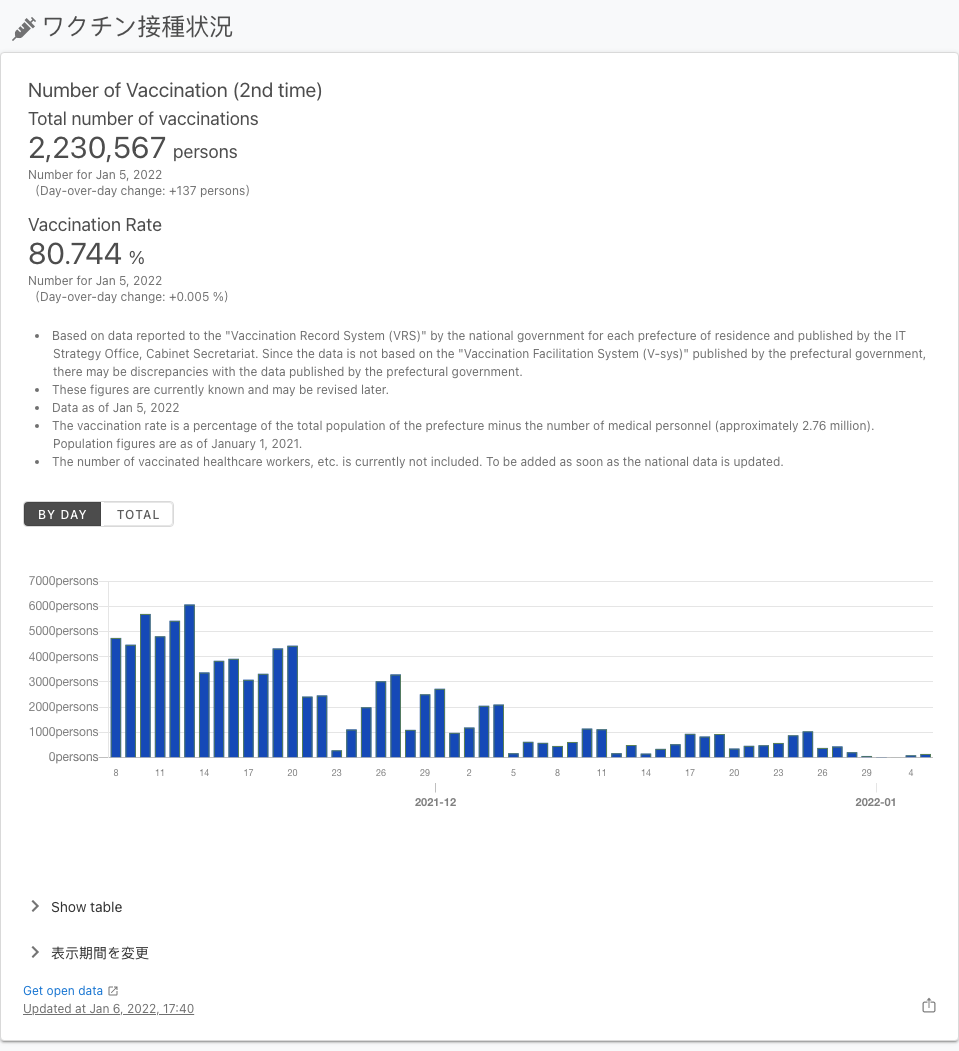 ワクチン接種状況
Number of Vaccination (2nd time)
Total number of vaccinations
2,230,567 persons
Number for Jan 5, 2022
(Day-over-day change: +137 persons)
Vaccination Rate
80.744 %
Number for Jan 5, 2022
(Day-over-day change: +0.005 %)
• Based on data reported to the "Vaccination Record System (VRS)" by the national government for each prefecture of residence and published by the IT
Strategy Office, Cabinet Secretariat. Since the data is not based on the "Vaccination Facilitation System (V-sys)" published by the prefectural government,
there may be discrepancies with the data published by the prefectural government.
• These figures are currently known and may be revised later.
• Data as of Jan 5, 2022
• The vaccination rate is a percentage of the total population of the prefecture minus the number of medical personnel (approximately 2.76 million).
Population figures are as of January 1, 2021.
• The number of vaccinated healthcare workers, etc. is currently not included. To be added as soon as the national data is updated.
BY DAY TOTAL
7000persons
6000persons
5000persons
4000persons
3000persons
2000persons
1000persons
0persons
8 11 14 17 20 23 26 29 2 5 8 11 14 17 20 23 26 29 4
2021-12 2022-01
Show table
表示期間を変更
Get open data
Updated at Jan 6, 2022, 17:40